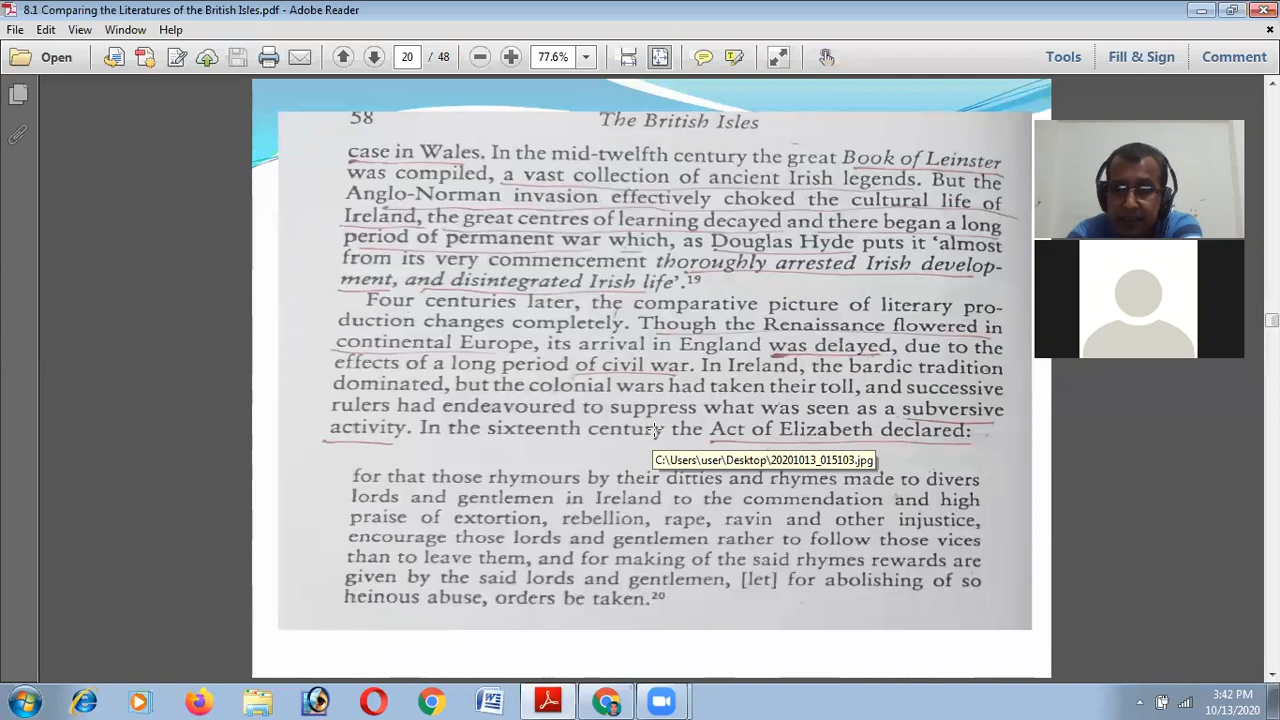 8.1 Comparing the Literatures of the British Isles.pdf - Adobe Reader
File Edit View Window Help
Open 20 / 48 77.6% Tools Fill & Sign Comment
58 The British Isles
case in Wales. In the mid-twelfth century the great Book of Leinster
was compiled, a vast collection of ancient Irish legends. But the
Anglo-Norman invasion effectively choked the cultural life of
Ireland, the great centres of learning decayed and there began a long
period of permanent war which, as Douglas Hyde puts it 'almost
from its very commencement thoroughly arrested Irish develop-
ment, and disintegrated Irish life'.19
Four centuries later, the comparative picture of literary pro-
duction changes completely. Though the Renaissance flowered in
continental Europe, its arrival in England was delayed, due to the
effects of a long period of civil war. In Ireland, the bardic tradition
dominated, but the colonial wars had taken their toll, and successive
rulers had endeavoured to suppress what was seen as a subversive
activity. In the sixteenth century the Act of Elizabeth declared:
C:\Users\user\Desktop\20201013_015103.jpg
for that those rhymours by their ditties and rhymes made to divers
lords and gentlemen in Ireland to the commendation and high
praise of extortion, rebellion, rape, ravin and other injustice,
encourage those lords and gentlemen rather to follow those vices
than to leave them, and for making of the said rhymes rewards are
given by the said lords and gentlemen, [let] for abolishing of so
heinous abuse, orders be taken.20
3:42 PM
10/13/2020